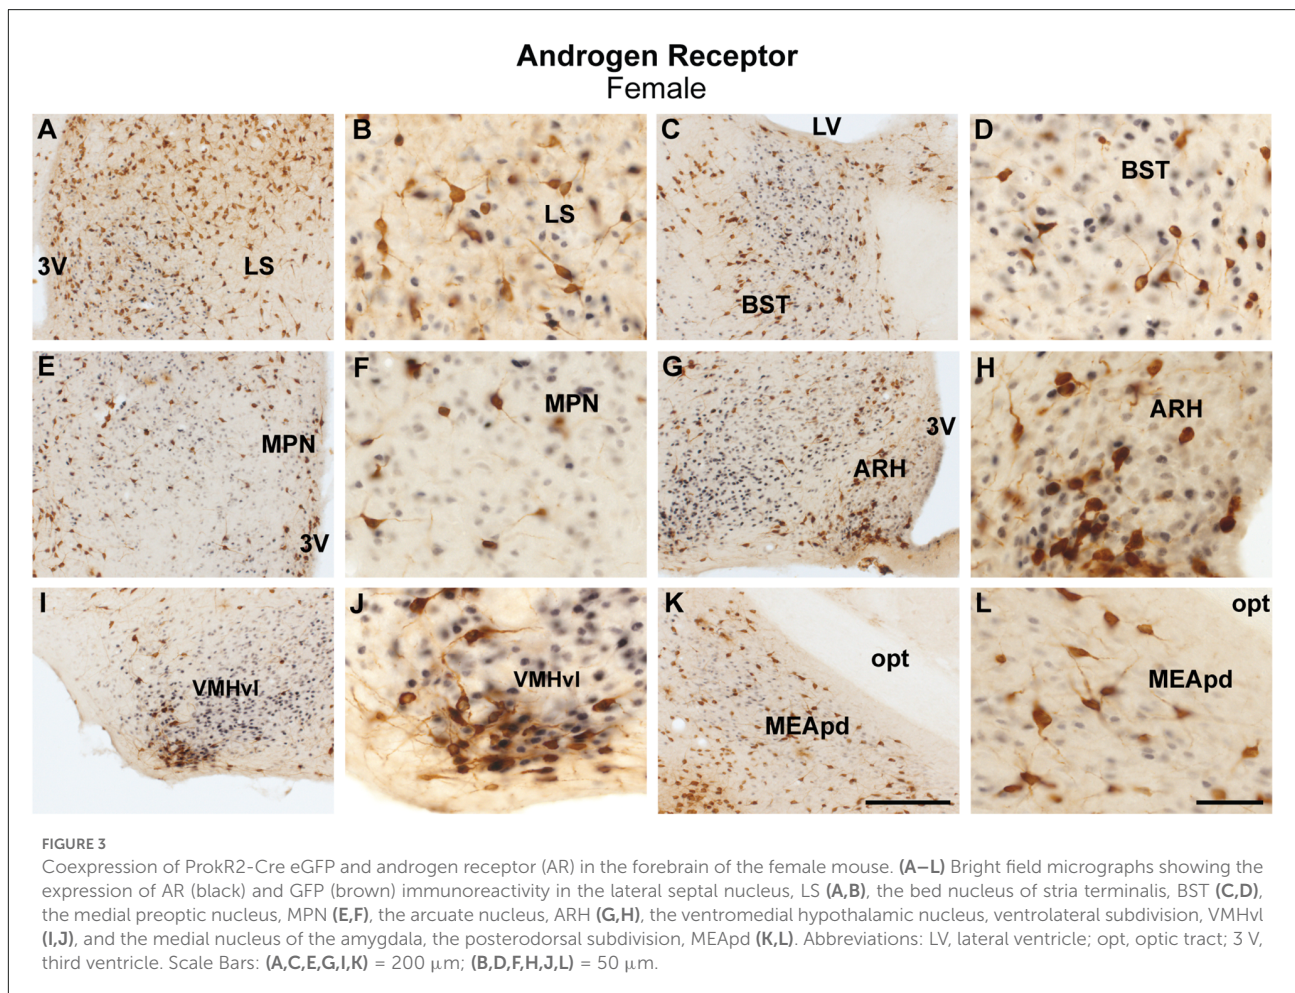 Androgen Receptor
Female
A
3V
LS
B
LS
C
LV
BST
D
BST
E
MPN
3V
F
MPN
G
3V
ARH
H
ARH
I
VMHvl
J
VMHvl
K
opt
MEApd
L
opt
MEApd
FIGURE 3
Coexpression of ProkR2-Cre eGFP and androgen receptor (AR) in the forebrain of the female mouse. (A–L) Bright field micrographs showing the
expression of AR (black) and GFP (brown) immunoreactivity in the lateral septal nucleus, LS (A,B), the bed nucleus of stria terminalis, BST (C,D),
the medial preoptic nucleus, MPN (E,F), the arcuate nucleus, ARH (G,H), the ventromedial hypothalamic nucleus, ventrolateral subdivision, VMHvl
(I,J), and the medial nucleus of the amygdala, the posterodorsal subdivision, MEApd (K,L). Abbreviations: LV, lateral ventricle; opt, optic tract; 3 V,
third ventricle. Scale Bars: (A,C,E,G,I,K) = 200 μm; (B,D,F,H,J,L) = 50 μm.